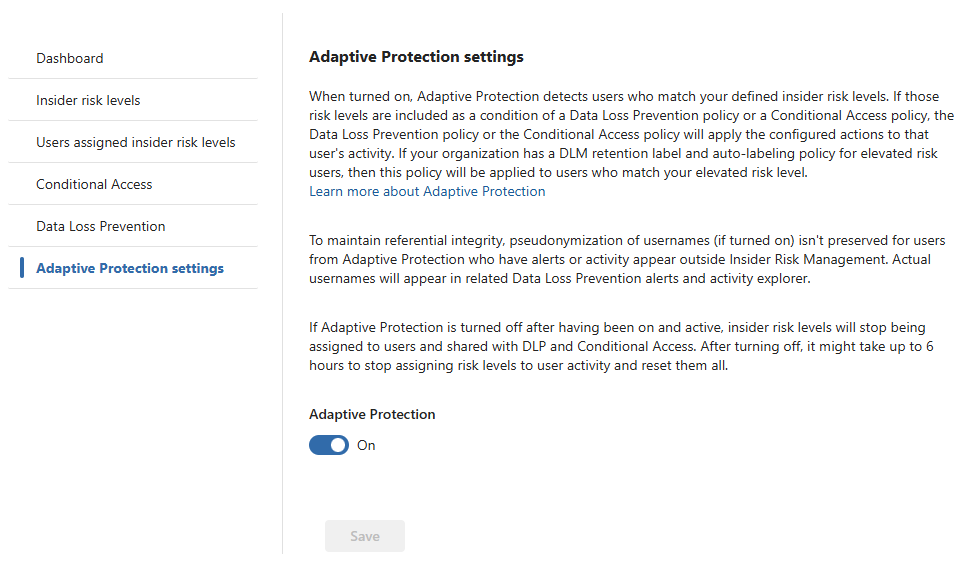 Dashboard
Insider risk levels
Users assigned insider risk levels
Conditional Access
Data Loss Prevention
Adaptive Protection settings
Adaptive Protection settings
When turned on, Adaptive Protection detects users who match your defined insider risk levels. If those
risk levels are included as a condition of a Data Loss Prevention policy or a Conditional Access policy, the
Data Loss Prevention policy or the Conditional Access policy will apply the configured actions to that
user's activity. If your organization has a DLM retention label and auto-labeling policy for elevated risk
users, then this policy will be applied to users who match your elevated risk level.
Learn more about Adaptive Protection
To maintain referential integrity, pseudonymization of usernames (if turned on) isn't preserved for users
from Adaptive Protection who have alerts or activity appear outside Insider Risk Management. Actual
usernames will appear in related Data Loss Prevention alerts and activity explorer.
If Adaptive Protection is turned off after having been on and active, insider risk levels will stop being
assigned to users and shared with DLP and Conditional Access. After turning off, it might take up to 6
hours to stop assigning risk levels to user activity and reset them all.
Adaptive Protection
On
Save